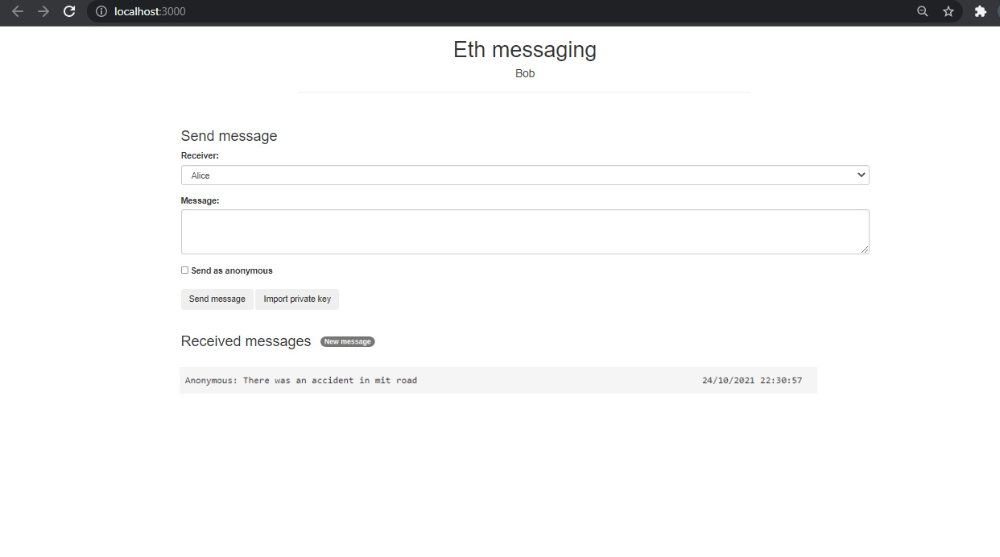 localhost:3000
Eth messaging
Bob
Send message
Receiver:
Alice
Message:
Send as anonymous
Send message Import private key
Received messages New message
Anonymous: There was an accident in mit road 24/10/2021 22:30:57